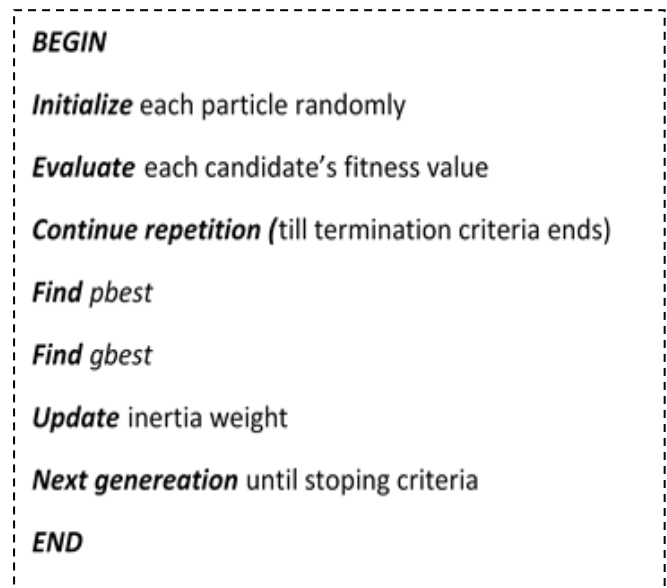 BEGIN
Initialize each particle randomly
Evaluate each candidate’s fitness value
Continue repetition (till termination criteria ends)
Find pbest
Find gbest
Update inertia weight
Next genereation until stoping criteria
END